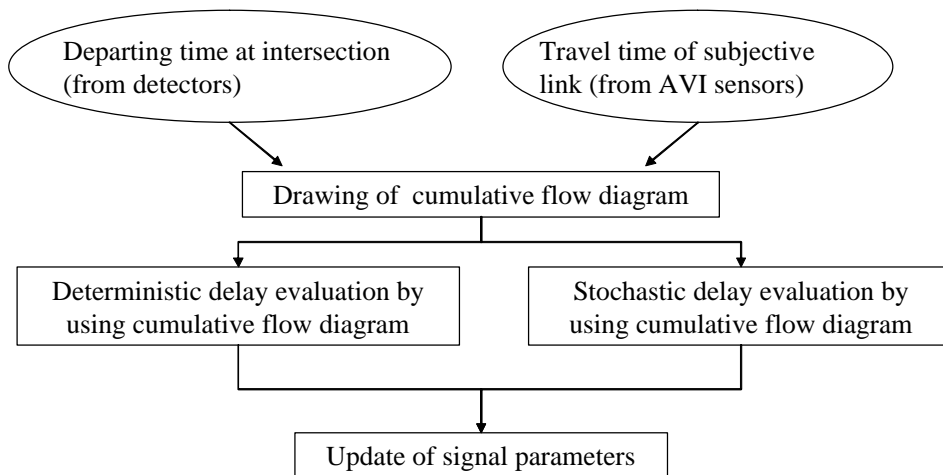 Departing time at intersection
(from detectors)
Travel time of subjective
link (from AVI sensors)
Drawing of  cumulative flow diagram
Deterministic delay evaluation by
using cumulative flow diagram
Stochastic delay evaluation by
using cumulative flow diagram
Update of signal parameters